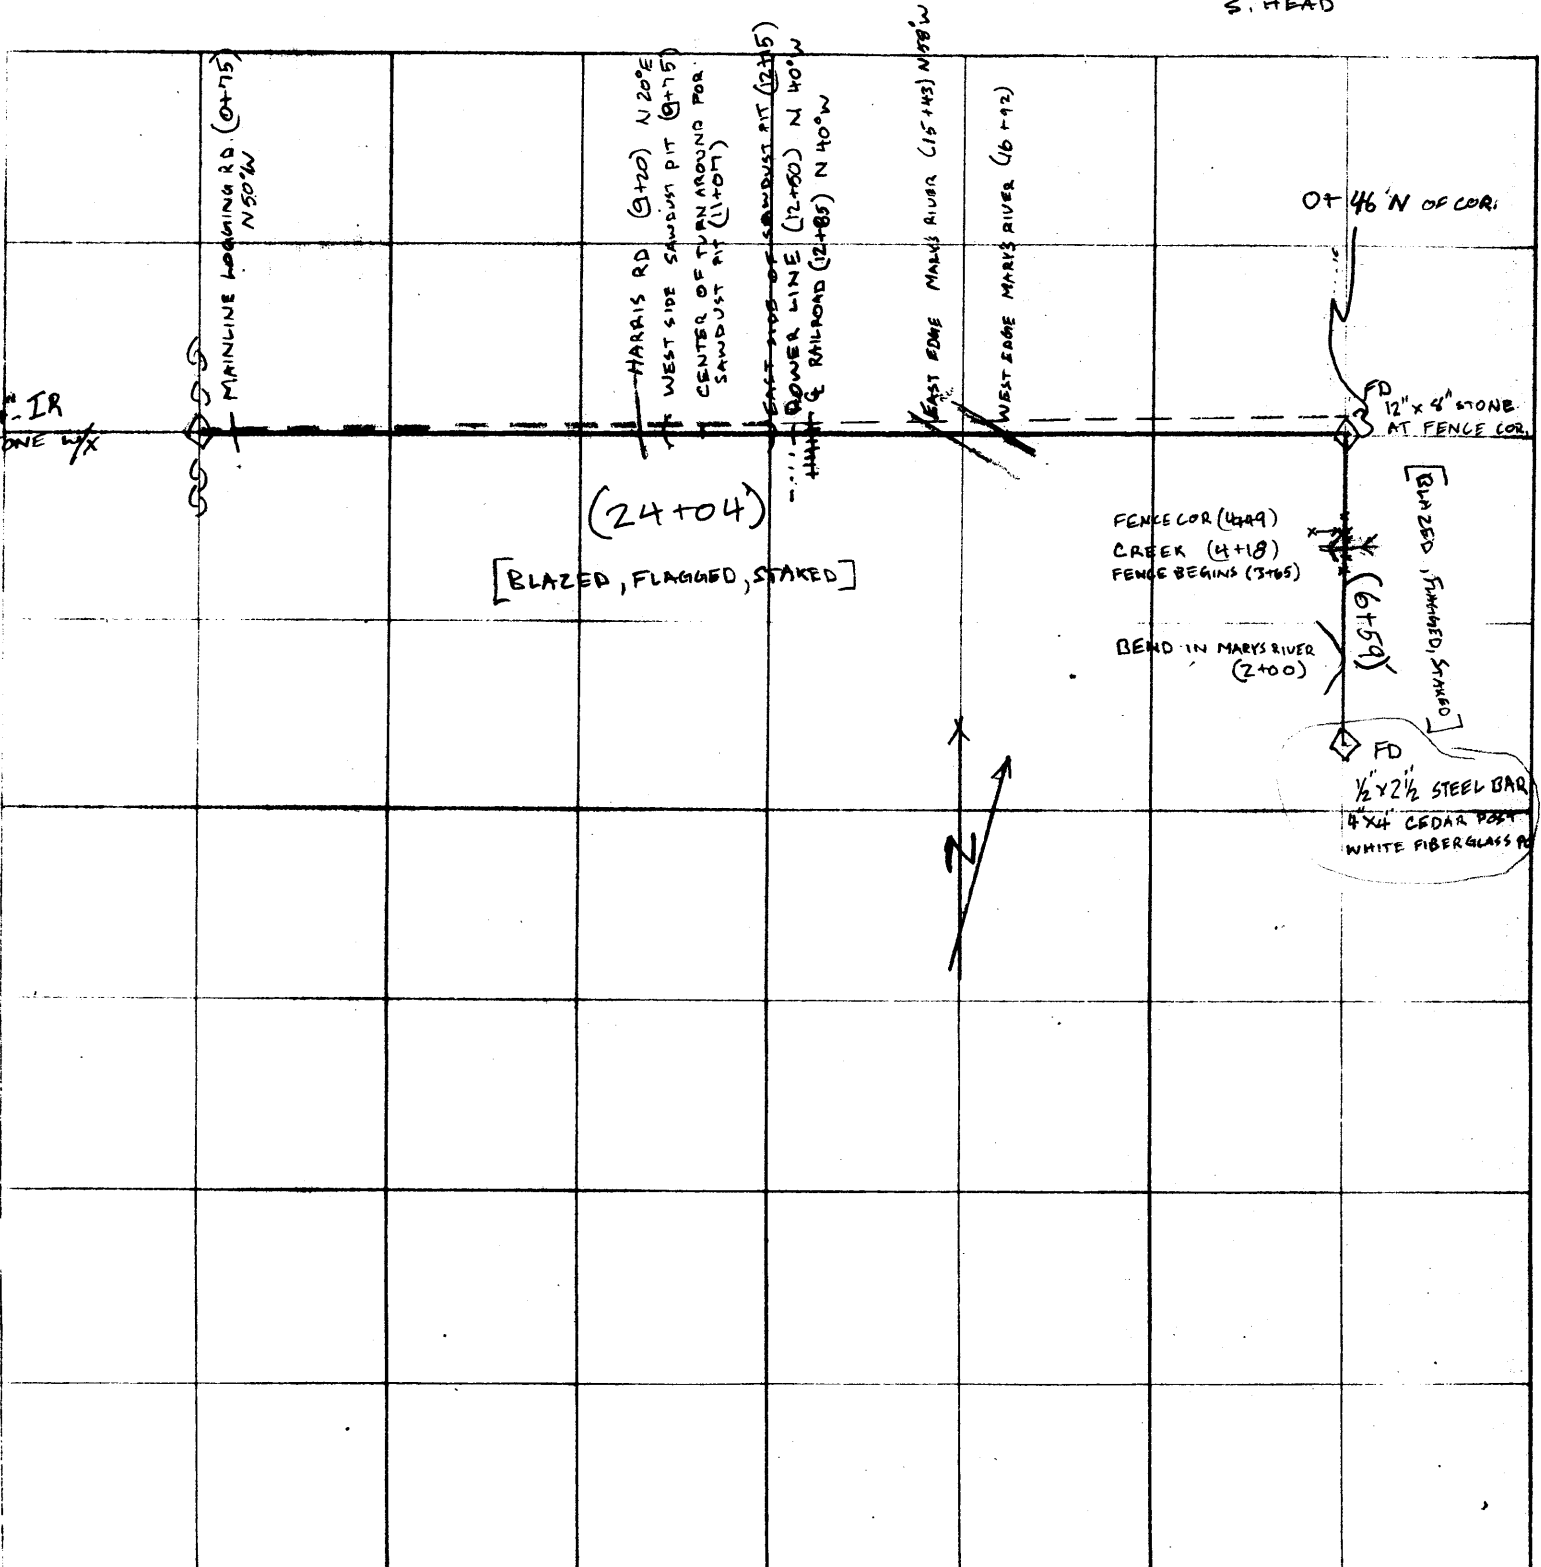 S. HEAD
MAINLINE LOGGING RD. (0+75)
N50°W
HARRIS RD (9+20) N 20°E
WEST SIDE SAWDUST PIT (9+75)
CENTER OF TURN AROUND FOR
SAWDUST PIT (11+07)
EAST SIDE OF SAWDUST PIT (12+15)
POWER LINE (12+50) N 40°W
℄ RAILROAD (12+85) N 40°W
EAST EDGE MARYS RIVER (15+43) N58°W
WEST EDGE MARYS RIVER (16+92)
0+46 'N OF COR.
IR
ONE W/X
FD
12" x 8" STONE
AT FENCE COR.
(24+04)
[BLAZED, FLAGGED, STAKED]
FENCE COR (4+49)
CREEK (4+18)
FENCE BEGINS (3+65)
BEND IN MARYS RIVER
(2+00)
(6+59)
[BLAZED, FLAGGED, STAKED]
N
FD
½" x 2½" STEEL BAR
4"x4" CEDAR POST
WHITE FIBERGLASS